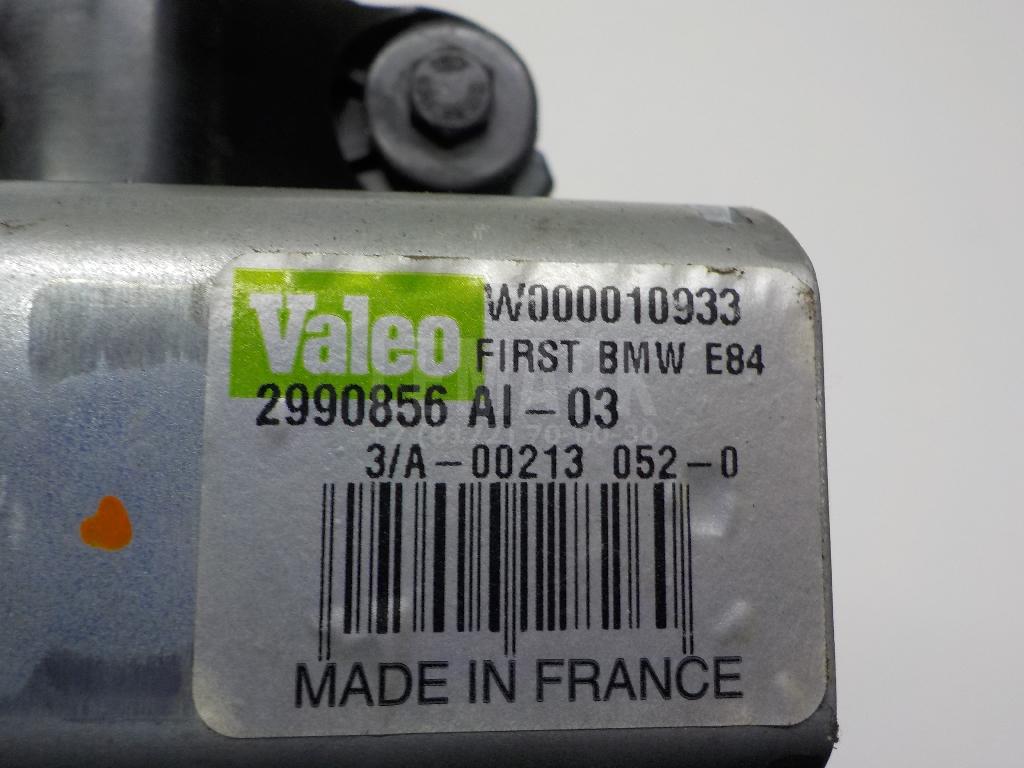 Valeo W000010933
FIRST BMW E84
2990856 AI-03
3/A-00213 052-0
MADE IN FRANCE